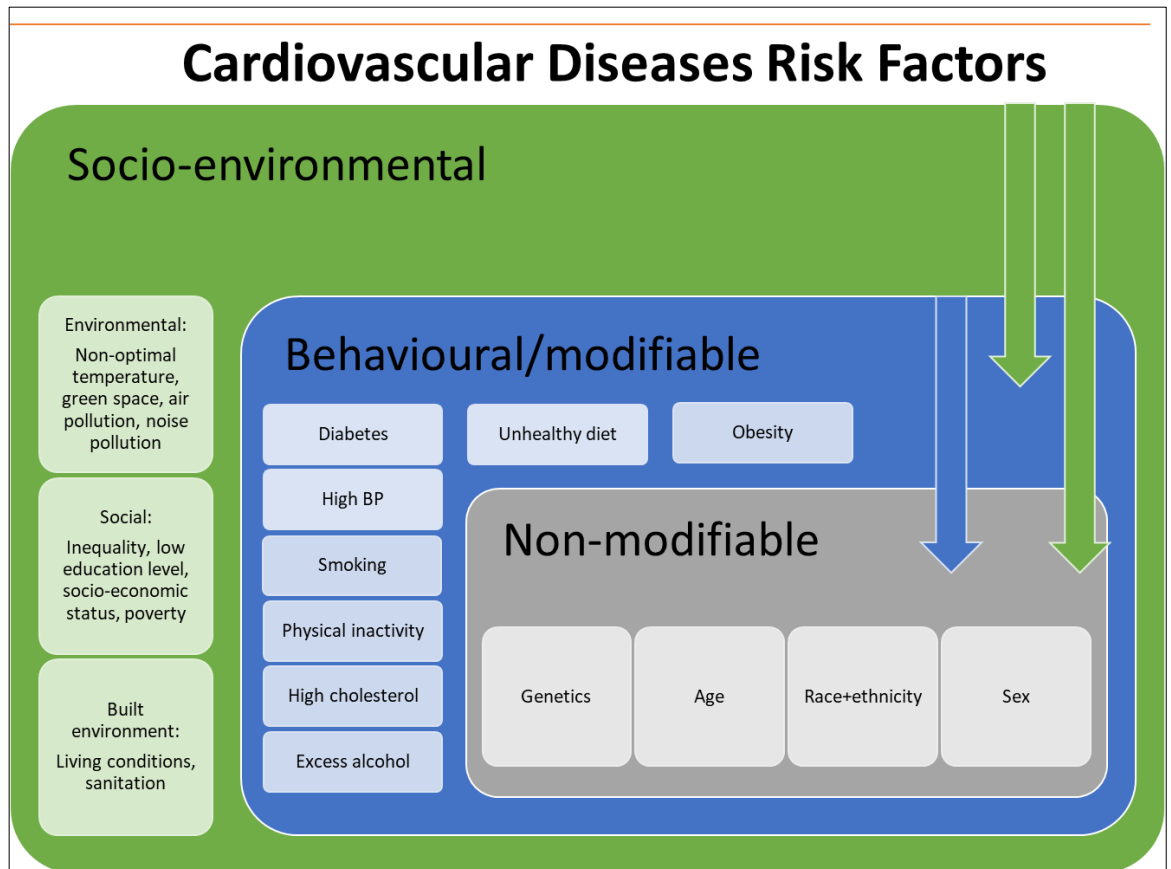 Cardiovascular Diseases Risk Factors
Socio-environmental
Environmental:
Non-optimal
temperature,
green space, air
pollution, noise
pollution
Social:
Inequality, low
education level,
socio-economic
status, poverty
Built
environment:
Living conditions,
sanitation
Behavioural/modifiable
Diabetes
Unhealthy diet
Obesity
High BP
Smoking
Physical inactivity
High cholesterol
Excess alcohol
Non-modifiable
Genetics
Age
Race+ethnicity
Sex